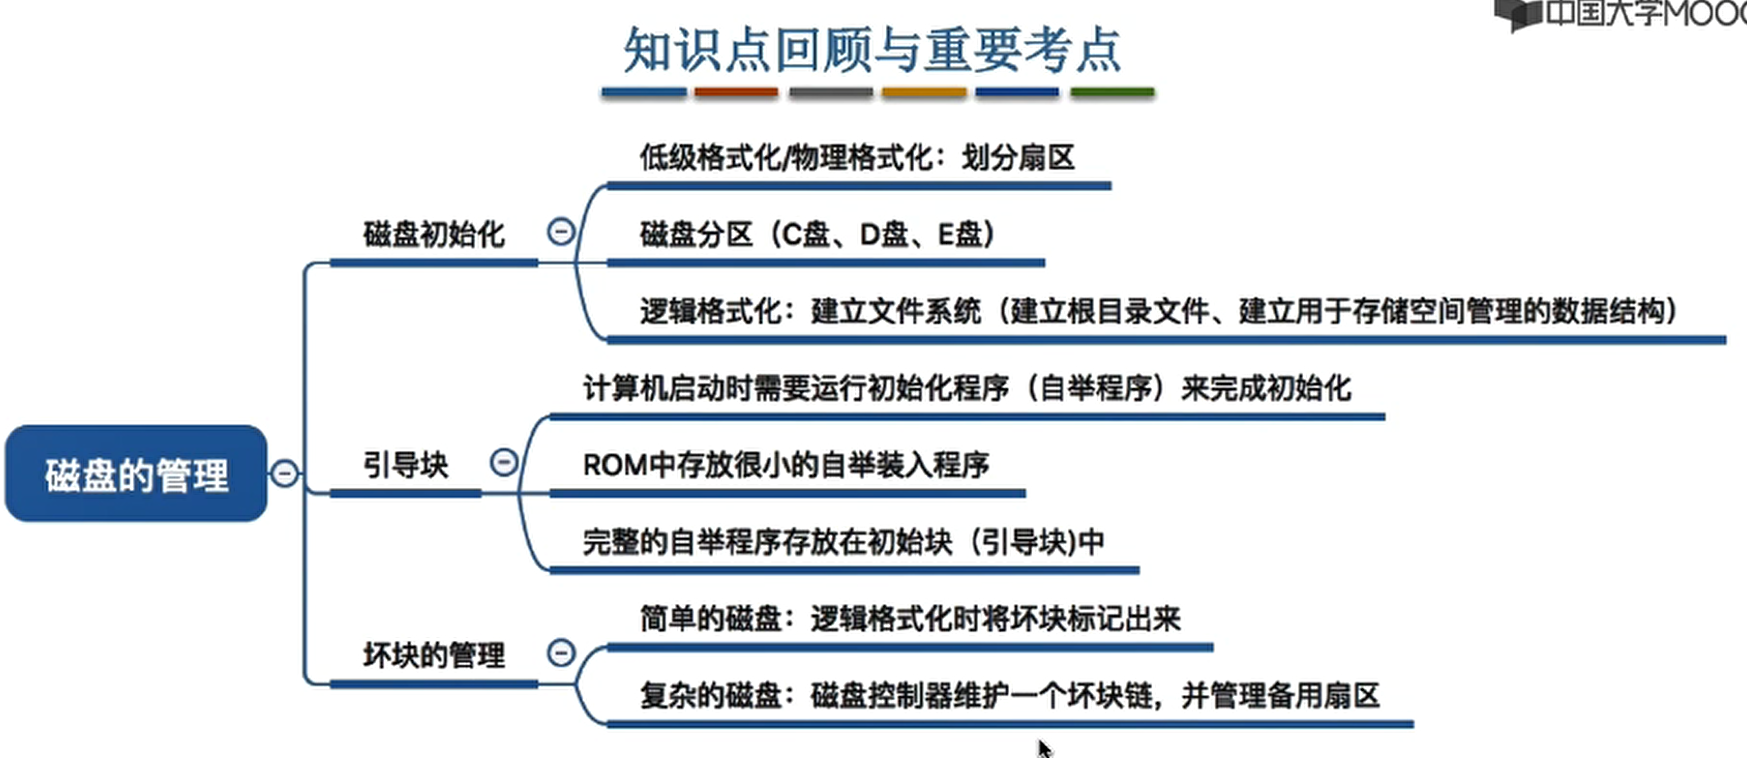 中国大学MOOC
知识点回顾与重要考点
低级格式化/物理格式化：划分扇区
磁盘初始化
磁盘分区（C盘、D盘、E盘）
逻辑格式化：建立文件系统（建立根目录文件、建立用于存储空间管理的数据结构）
计算机启动时需要运行初始化程序（自举程序）来完成初始化
磁盘的管理
引导块
ROM中存放很小的自举装入程序
完整的自举程序存放在初始块（引导块)中
简单的磁盘：逻辑格式化时将坏块标记出来
坏块的管理
复杂的磁盘：磁盘控制器维护一个坏块链，并管理备用扇区